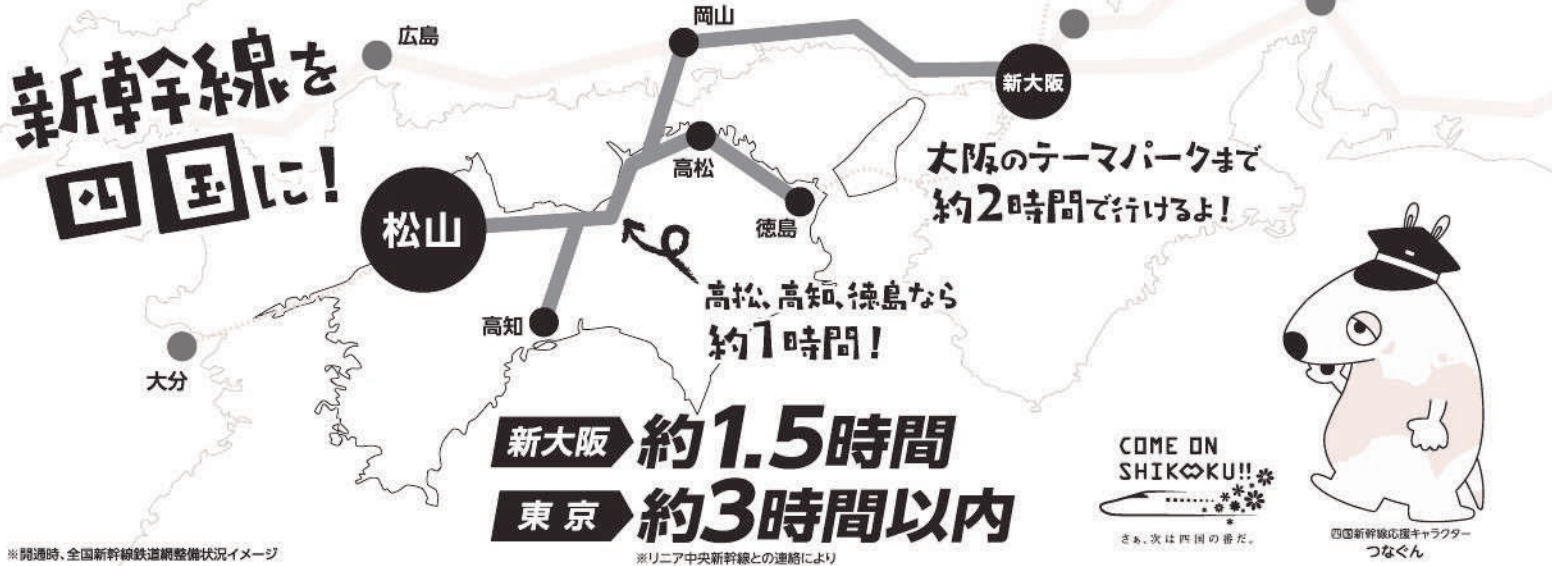 新幹線を
四国に！
広島
岡山
新大阪
高松
徳島
松山
高知
大分
大阪のテーマパークまで
約2時間で行けるよ！
高松、高知、徳島なら
約1時間！
新大阪 約1.5時間
東京 約3時間以内
※リニア中央新幹線との連絡により
※開通時、全国新幹線鉄道網整備状況イメージ
COME ON
SHIKOKU!!
さぁ、次は四国の番だ。
四国新幹線応援キャラクター
つなぐん